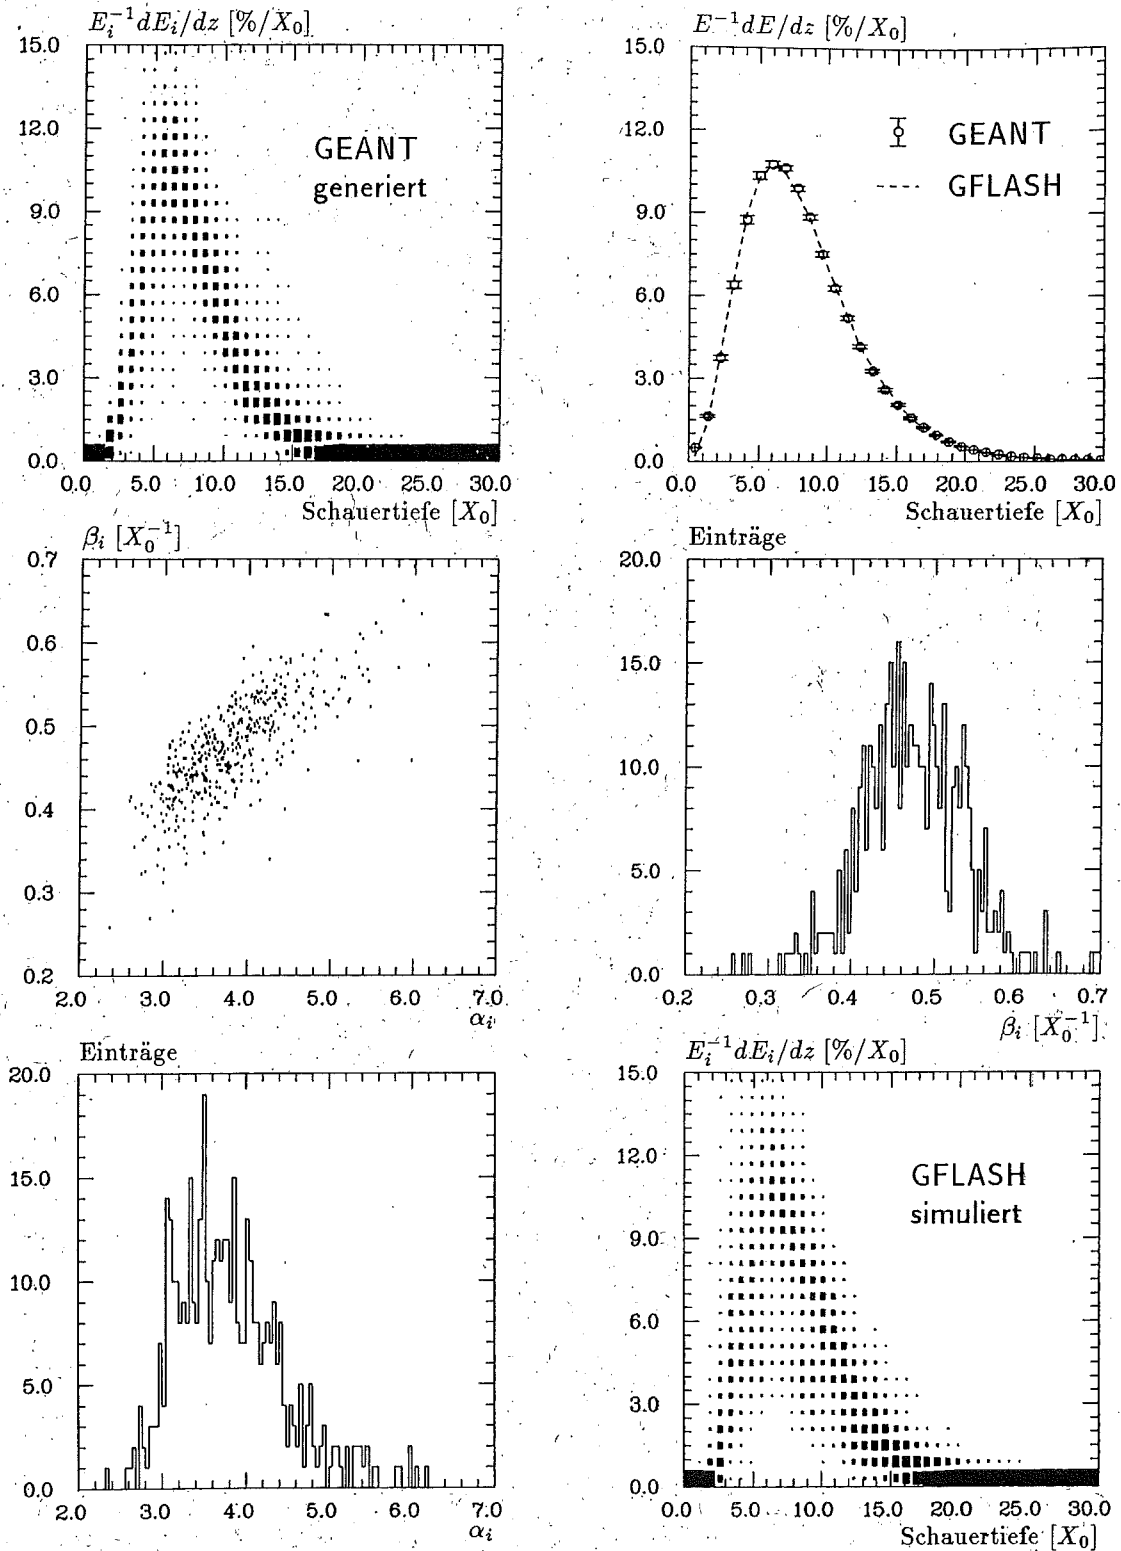 E_i^{-1} dE_i/dz [%/X_0]
15.0
12.0
9.0
6.0
3.0
0.0
GEANT
generiert
0.0 5.0 10.0 15.0 20.0 25.0 30.0
Schauertiefe [X_0]
E^{-1} dE/dz [%/X_0]
15.0
12.0
9.0
6.0
3.0
0.0
GEANT
GFLASH
0.0 5.0 10.0 15.0 20.0 25.0 30.0
Schauertiefe [X_0]
β_i [X_0^{-1}]
0.7
0.6
0.5
0.4
0.3
0.2
2.0 3.0 4.0 5.0 6.0 7.0
α_i
Einträge
20.0
15.0
10.0
5.0
0.0
0.2 0.3 0.4 0.5 0.6 0.7
β_i [X_0^{-1}]
Einträge
20.0
15.0
10.0
5.0
0.0
2.0 3.0 4.0 5.0 6.0 7.0
α_i
E_i^{-1} dE_i/dz [%/X_0]
15.0
12.0
9.0
6.0
3.0
0.0
GFLASH
simuliert
0.0 5.0 10.0 15.0 20.0 25.0 30.0
Schauertiefe [X_0]